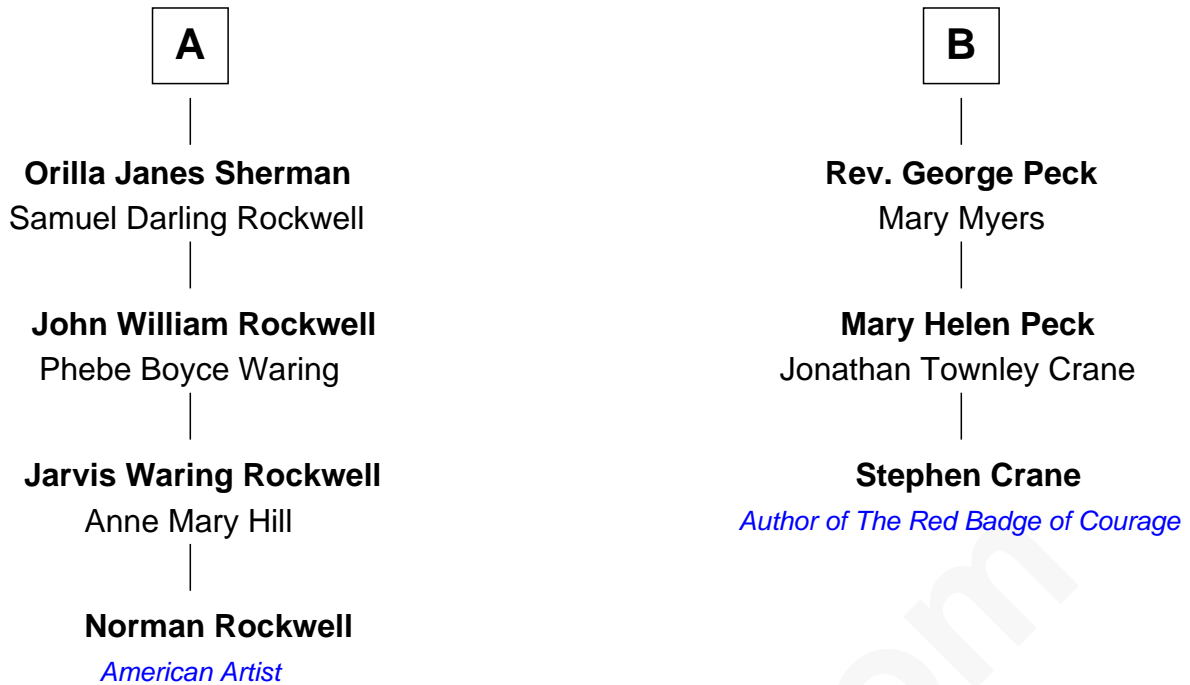 A
Orilla Janes Sherman
Samuel Darling Rockwell
John William Rockwell
Phebe Boyce Waring
Jarvis Waring Rockwell
Anne Mary Hill
Norman Rockwell
American Artist
B
Rev. George Peck
Mary Myers
Mary Helen Peck
Jonathan Townley Crane
Stephen Crane
Author of The Red Badge of Courage
om